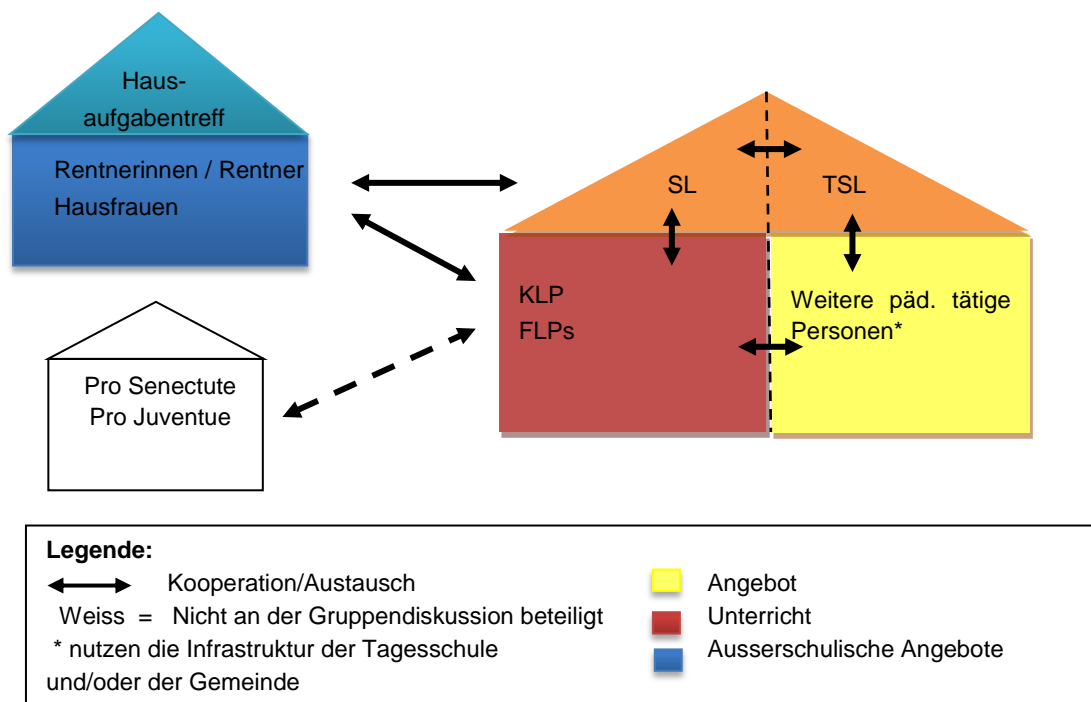 Haus-
aufgabentreff
Rentnerinnen / Rentner
Hausfrauen
SL
TSL
KLP
FLPs
Weitere päd. tätige
Personen*
Pro Senectute
Pro Juventue
Legende:
Kooperation/Austausch
Weiss = Nicht an der Gruppendiskussion beteiligt
* nutzen die Infrastruktur der Tagesschule
und/oder der Gemeinde
Angebot
Unterricht
Ausserschulische Angebote